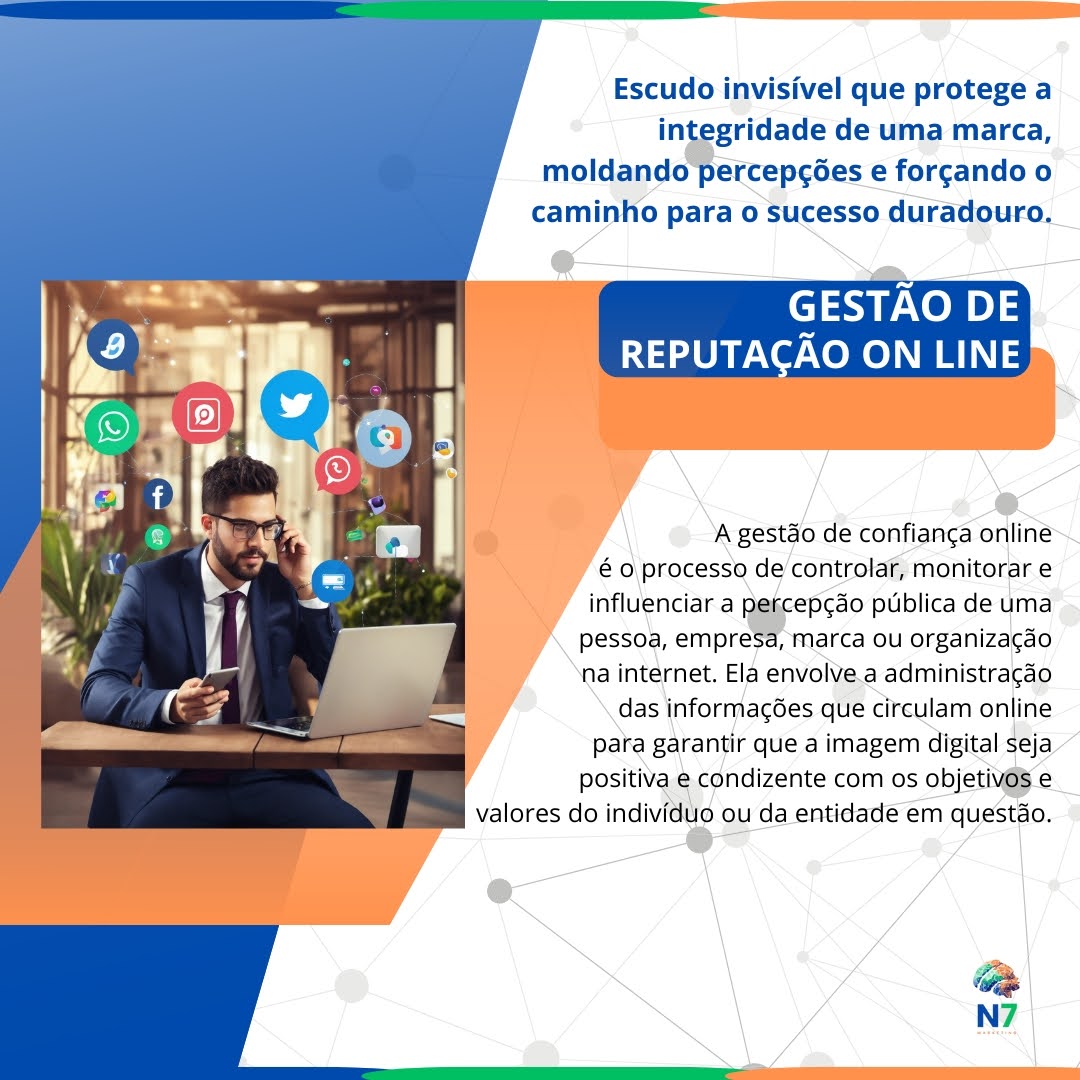 Escudo invisível que protege a
integridade de uma marca,
moldando percepções e forçando o
caminho para o sucesso duradouro.
GESTÃO DE
REPUTAÇÃO ON LINE
A gestão de confiança online
é o processo de controlar, monitorar e
influenciar a percepção pública de uma
pessoa, empresa, marca ou organização
na internet. Ela envolve a administração
das informações que circulam online
para garantir que a imagem digital seja
positiva e condizente com os objetivos e
valores do indivíduo ou da entidade em questão.
N7
MARKETING